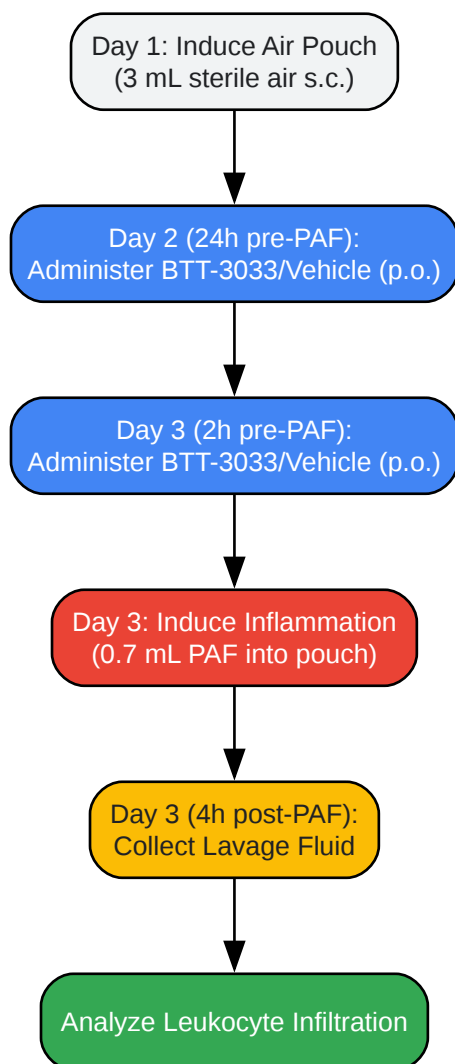 Day 1: Induce Air Pouch
(3 mL sterile air s.c.)
Day 2 (24h pre-PAF):
Administer BTT-3033/Vehicle (p.o.)
Day 3 (2h pre-PAF):
Administer BTT-3033/Vehicle (p.o.)
Day 3: Induce Inflammation
(0.7 mL PAF into pouch)
Day 3 (4h post-PAF):
Collect Lavage Fluid
Analyze Leukocyte Infiltration